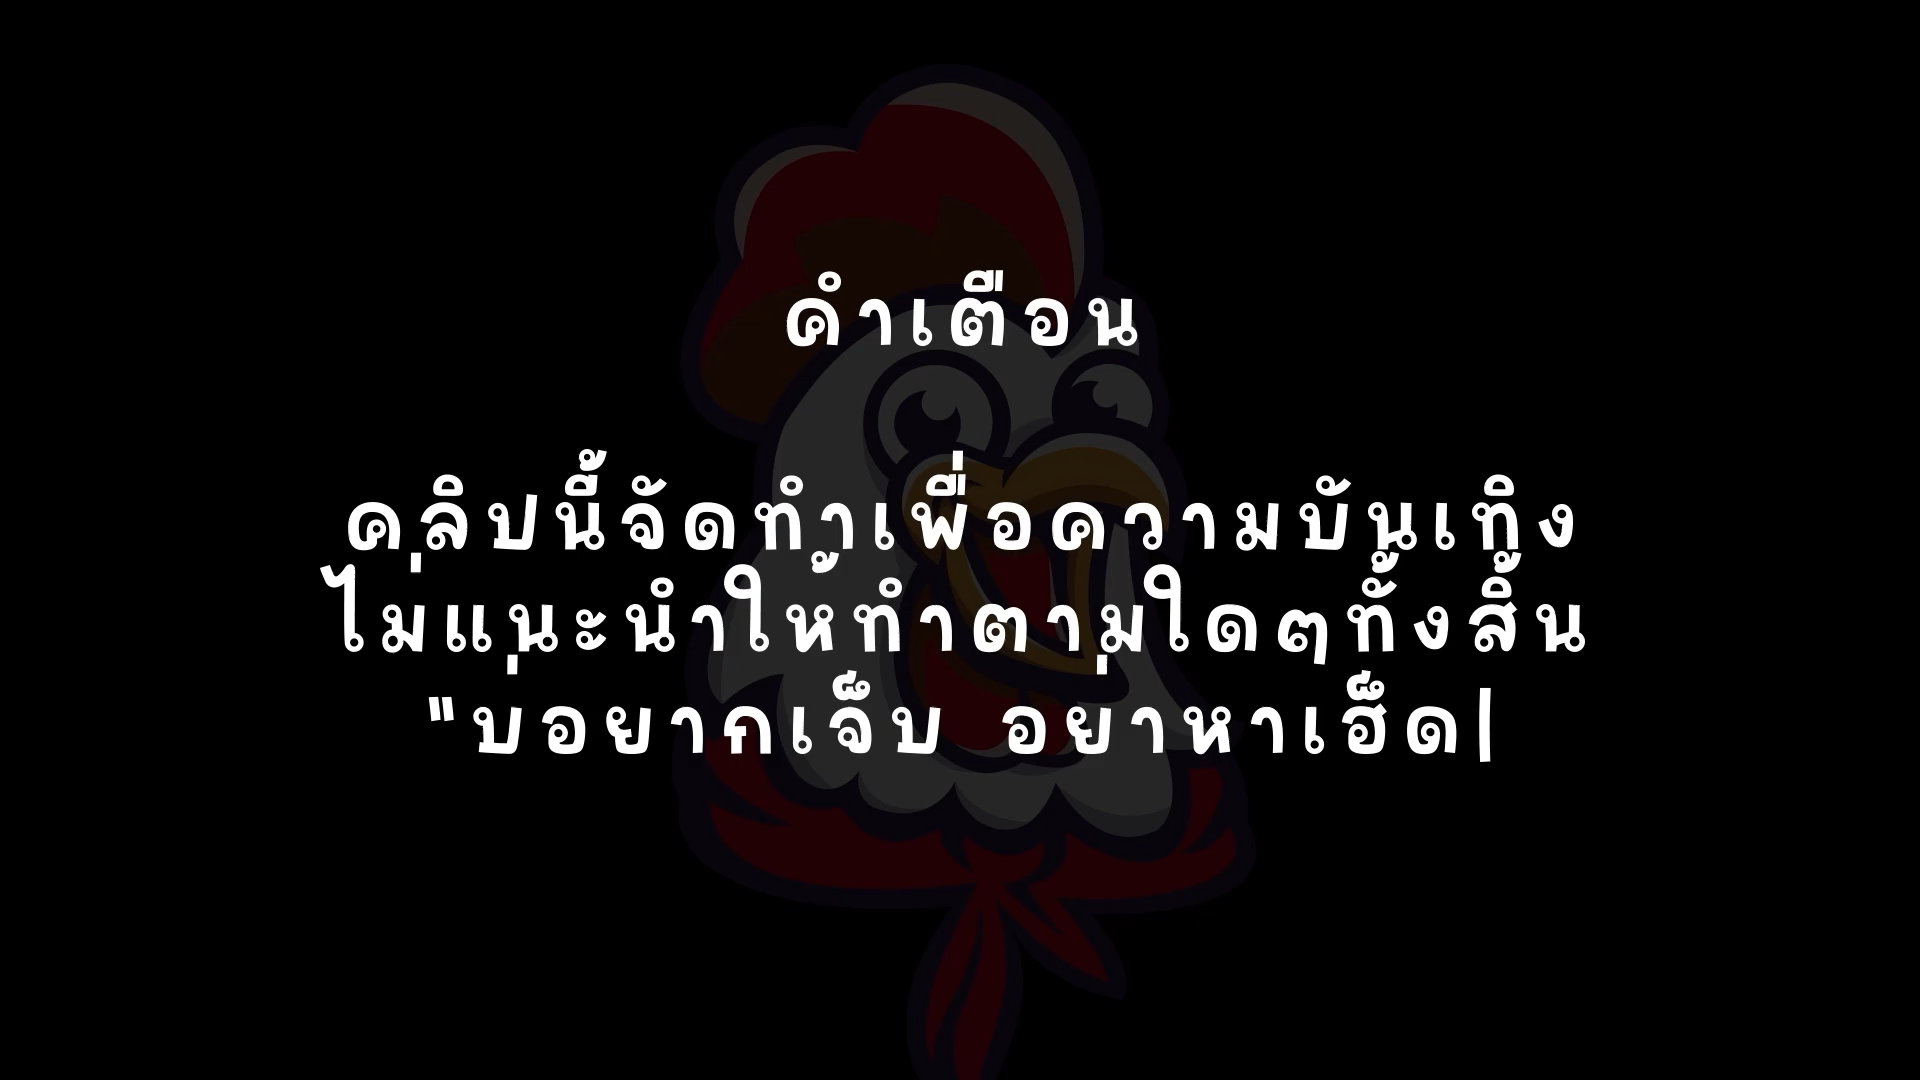 คำเตือน
คลิปนี้จัดทำเพื่อความบันเทิง
ไม่แนะนำให้ทำตามใดๆทั้งสิ้น
"บ่อยากเจ็บ อย่าหาเฮ็ด|